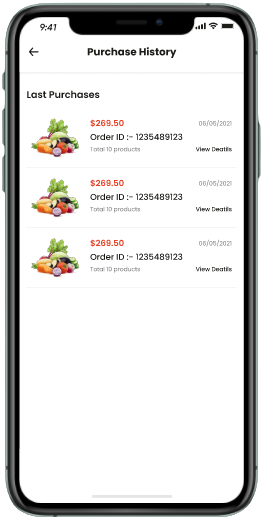 9:41
Purchase History
Last Purchases
$269.50
06/05/2021
Order ID :- 1235489123
Total 10 products
View Deatils
$269.50
06/05/2021
Order ID :- 1235489123
Total 10 products
View Deatils
$269.50
06/05/2021
Order ID :- 1235489123
Total 10 products
View Deatils